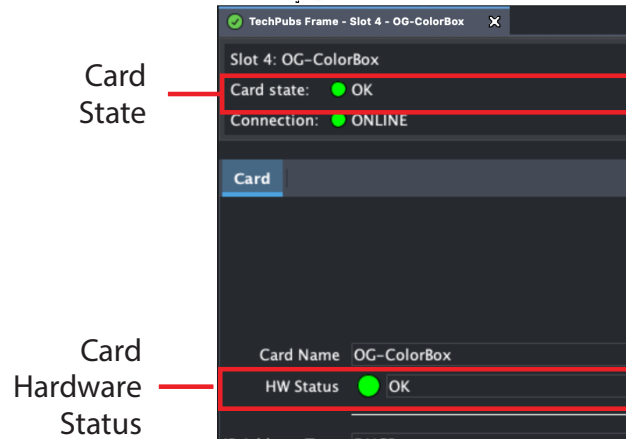 TechPubs Frame - Slot 4 - OG-ColorBox X
Slot 4: OG-ColorBox
Card State
Card state: OK
Connection: ONLINE
Card
Card Name OG-ColorBox
Card Hardware Status
HW Status OK